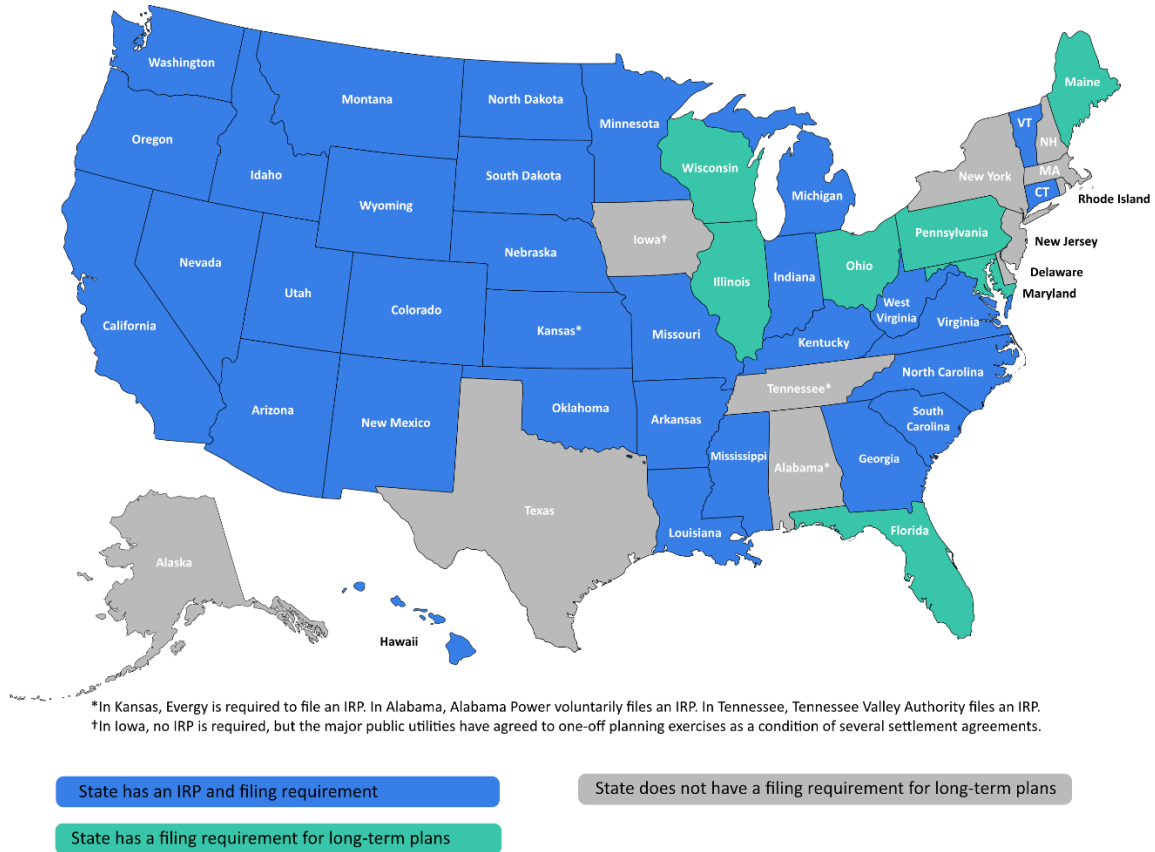 Washington
Montana
North Dakota
Minnesota
Maine
VT
NH
Oregon
Idaho
South Dakota
Wisconsin
Michigan
New York
MA
CT
Rhode Island
Wyoming
Iowa†
Pennsylvania
New Jersey
Nevada
Nebraska
Illinois
Indiana
Ohio
Delaware
Maryland
Utah
Colorado
West
Virginia
Virginia
California
Kansas*
Missouri
Kentucky
North Carolina
Tennessee*
Arizona
New Mexico
Oklahoma
Arkansas
South
Carolina
Mississippi
Alabama*
Georgia
Texas
Louisiana
Florida
Alaska
Hawaii
*In Kansas, Evergy is required to file an IRP. In Alabama, Alabama Power voluntarily files an IRP. In Tennessee, Tennessee Valley Authority files an IRP.
†In Iowa, no IRP is required, but the major public utilities have agreed to one-off planning exercises as a condition of several settlement agreements.
State has an IRP and filing requirement
State does not have a filing requirement for long-term plans
State has a filing requirement for long-term plans